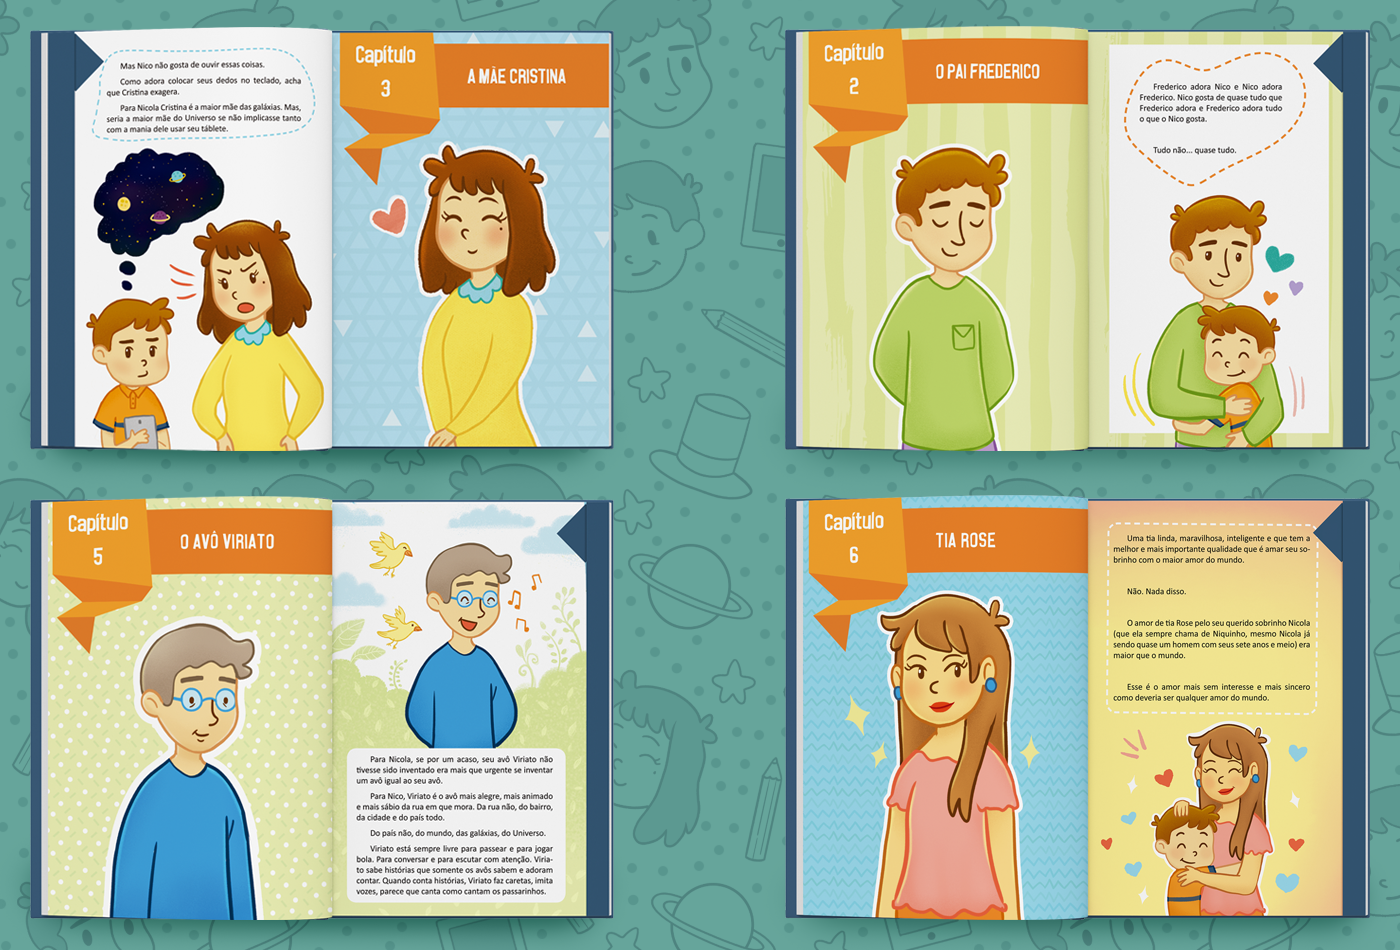 Mas Nico não gosta de ouvir essas coisas.
Como adora colocar seus dedos no teclado, acha
que Cristina exagera.
Para Nicola Cristina é a maior mãe das galáxias. Mas,
seria a maior mãe do Universo se não implicasse tanto
com a mania dele usar seu táblete.
Capítulo
3
A MÃE CRISTINA
Capítulo
2
O PAI FREDERICO
Frederico adora Nico e Nico adora
Frederico. Nico gosta de quase tudo que
Frederico adora e Frederico adora tudo
o que o Nico gosta.
Tudo não... quase tudo.
Capítulo
5
O AVÔ VIRIATO
Para Nicola, se por um acaso, seu avô Viriato não
tivesse sido inventado era mais que urgente se inventar
um avô igual ao seu avô.
Para Nico, Viriato é o avô mais alegre, mais animado
e mais sábio da rua em que mora. Da rua não, do bairro,
da cidade e do país todo.
Do país não, do mundo, das galáxias, do Universo.
Viriato está sempre livre para passear e para jogar
bola. Para conversar e para escutar com atenção. Viria-
to sabe histórias que somente os avôs sabem e adoram
contar. Quando conta histórias, Viriato faz caretas, imita
vozes, parece que canta como cantam os passarinhos.
Capítulo
6
TIA ROSE
Uma tia linda, maravilhosa, inteligente e que tem a
melhor e mais importante qualidade que é amar seu so-
brinho com o maior amor do mundo.
Não. Nada disso.
O amor de tia Rose pelo seu querido sobrinho Nicola
(que ela sempre chama de Niquinho, mesmo Nicola já
sendo quase um homem com seus sete anos e meio) era
maior que o mundo.
Esse é o amor mais sem interesse e mais sincero
como deveria ser qualquer amor do mundo.